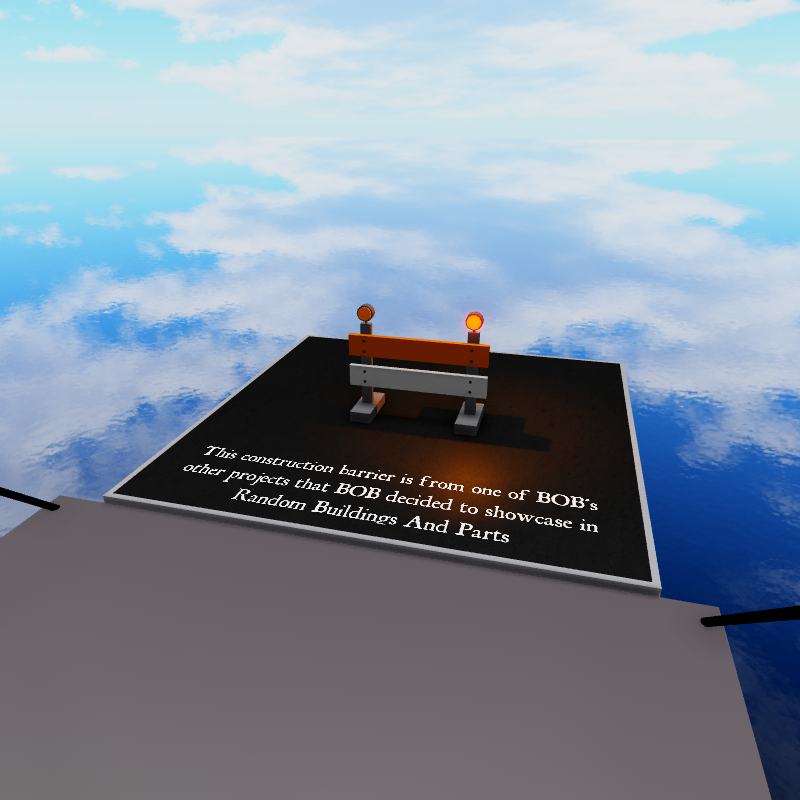 This construction barrier is from one of BOB's
other projects that BOB decided to showcase in
Random Buildings And Parts